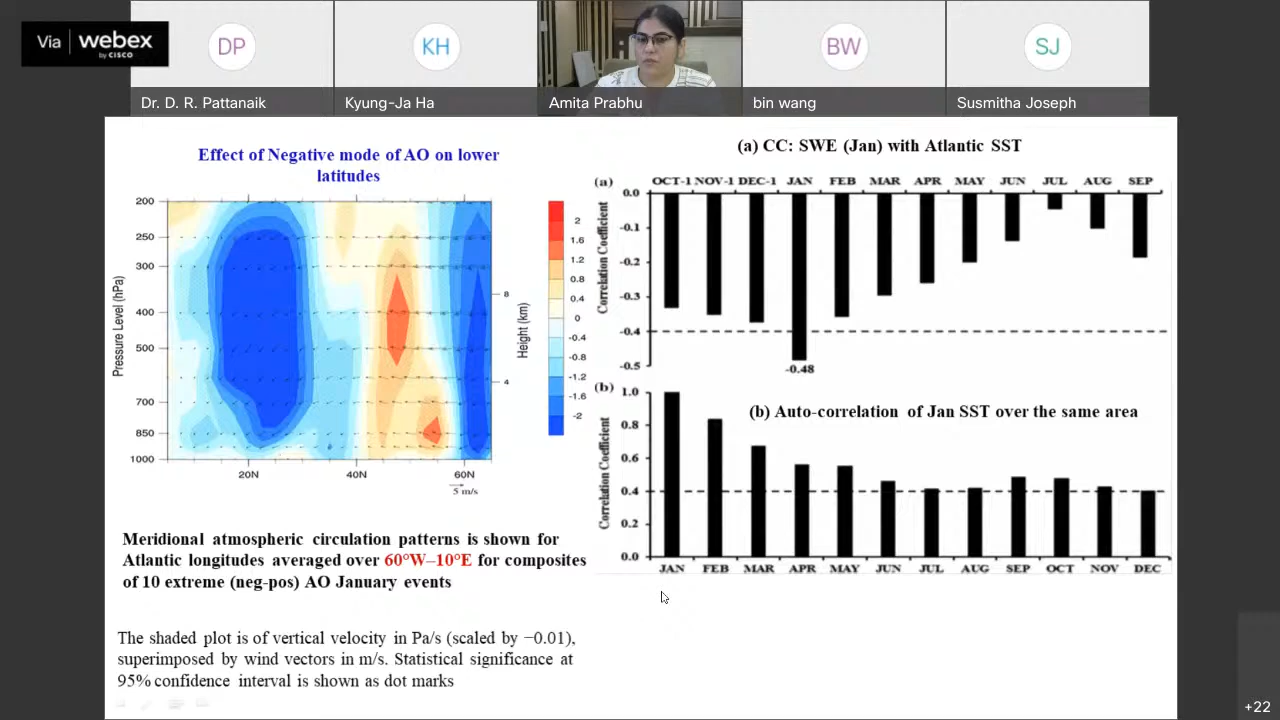 Via webex
by CISCO
DP
KH
BW
SJ
Dr. D. R. Pattanaik
Kyung-Ja Ha
Amita Prabhu
bin wang
Susmitha Joseph
Effect of Negative mode of AO on lower
latitudes
200
250
300
400
500
700
850
1000
Pressure Level (hPa)
20N
40N
60N
5 m/s
8
4
Height (km)
2
1.6
1.2
0.8
0.4
0
-0.4
-0.8
-1.2
-1.6
-2
Meridional atmospheric circulation patterns is shown for
Atlantic longitudes averaged over 60°W–10°E for composites
of 10 extreme (neg-pos) AO January events
The shaded plot is of vertical velocity in Pa/s (scaled by −0.01),
superimposed by wind vectors in m/s. Statistical significance at
95% confidence interval is shown as dot marks
(a) CC: SWE (Jan) with Atlantic SST
(a)
OCT-1 NOV-1 DEC-1 JAN FEB MAR APR MAY JUN JUL AUG SEP
0.0
-0.1
-0.2
-0.3
-0.4
-0.5
Correlation Coefficient
-0.48
(b)
(b) Auto-correlation of Jan SST over the same area
1.0
0.8
0.6
0.4
0.2
0.0
Correlation Coefficient
JAN FEB MAR APR MAY JUN JUL AUG SEP OCT NOV DEC
+22